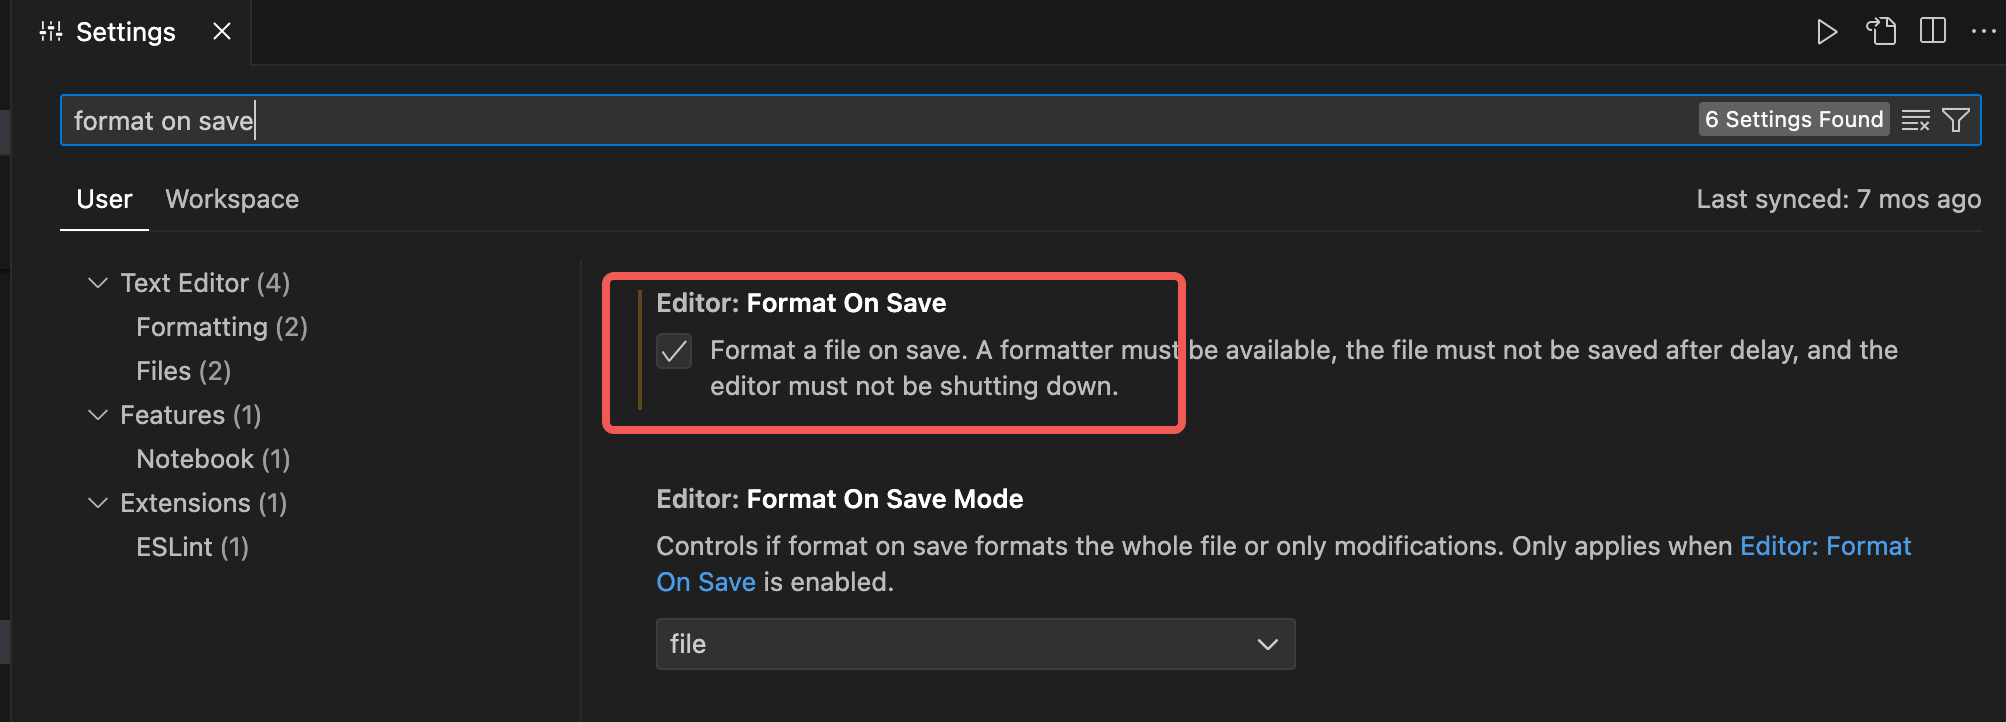 Settings
format on save
6 Settings Found
User
Workspace
Last synced: 7 mos ago
Text Editor (4)
Formatting (2)
Files (2)
Features (1)
Notebook (1)
Extensions (1)
ESLint (1)
Editor: Format On Save
Format a file on save. A formatter must be available, the file must not be saved after delay, and the
editor must not be shutting down.
Editor: Format On Save Mode
Controls if format on save formats the whole file or only modifications. Only applies when Editor: Format
On Save is enabled.
file